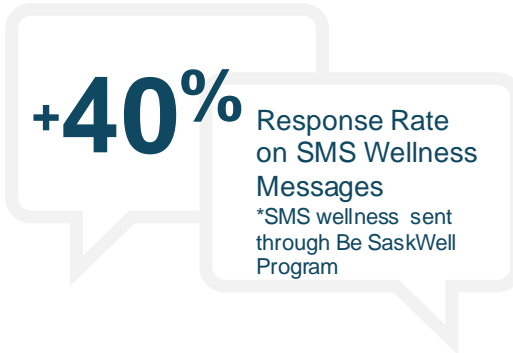 +40%
Response Rate
on SMS Wellness
Messages
*SMS wellness sent
through Be SaskWell
Program